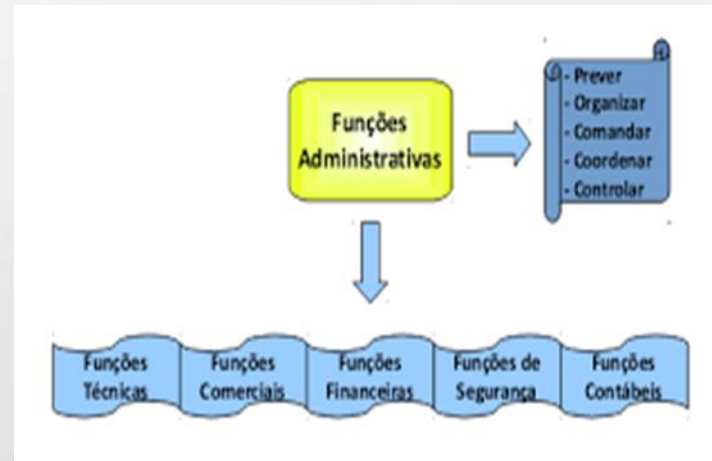 Funções
Administrativas
- Prever
- Organizar
- Comandar
- Coordenar
- Controlar
Funções
Técnicas
Funções
Comerciais
Funções
Financeiras
Funções de
Segurança
Funções
Contábeis